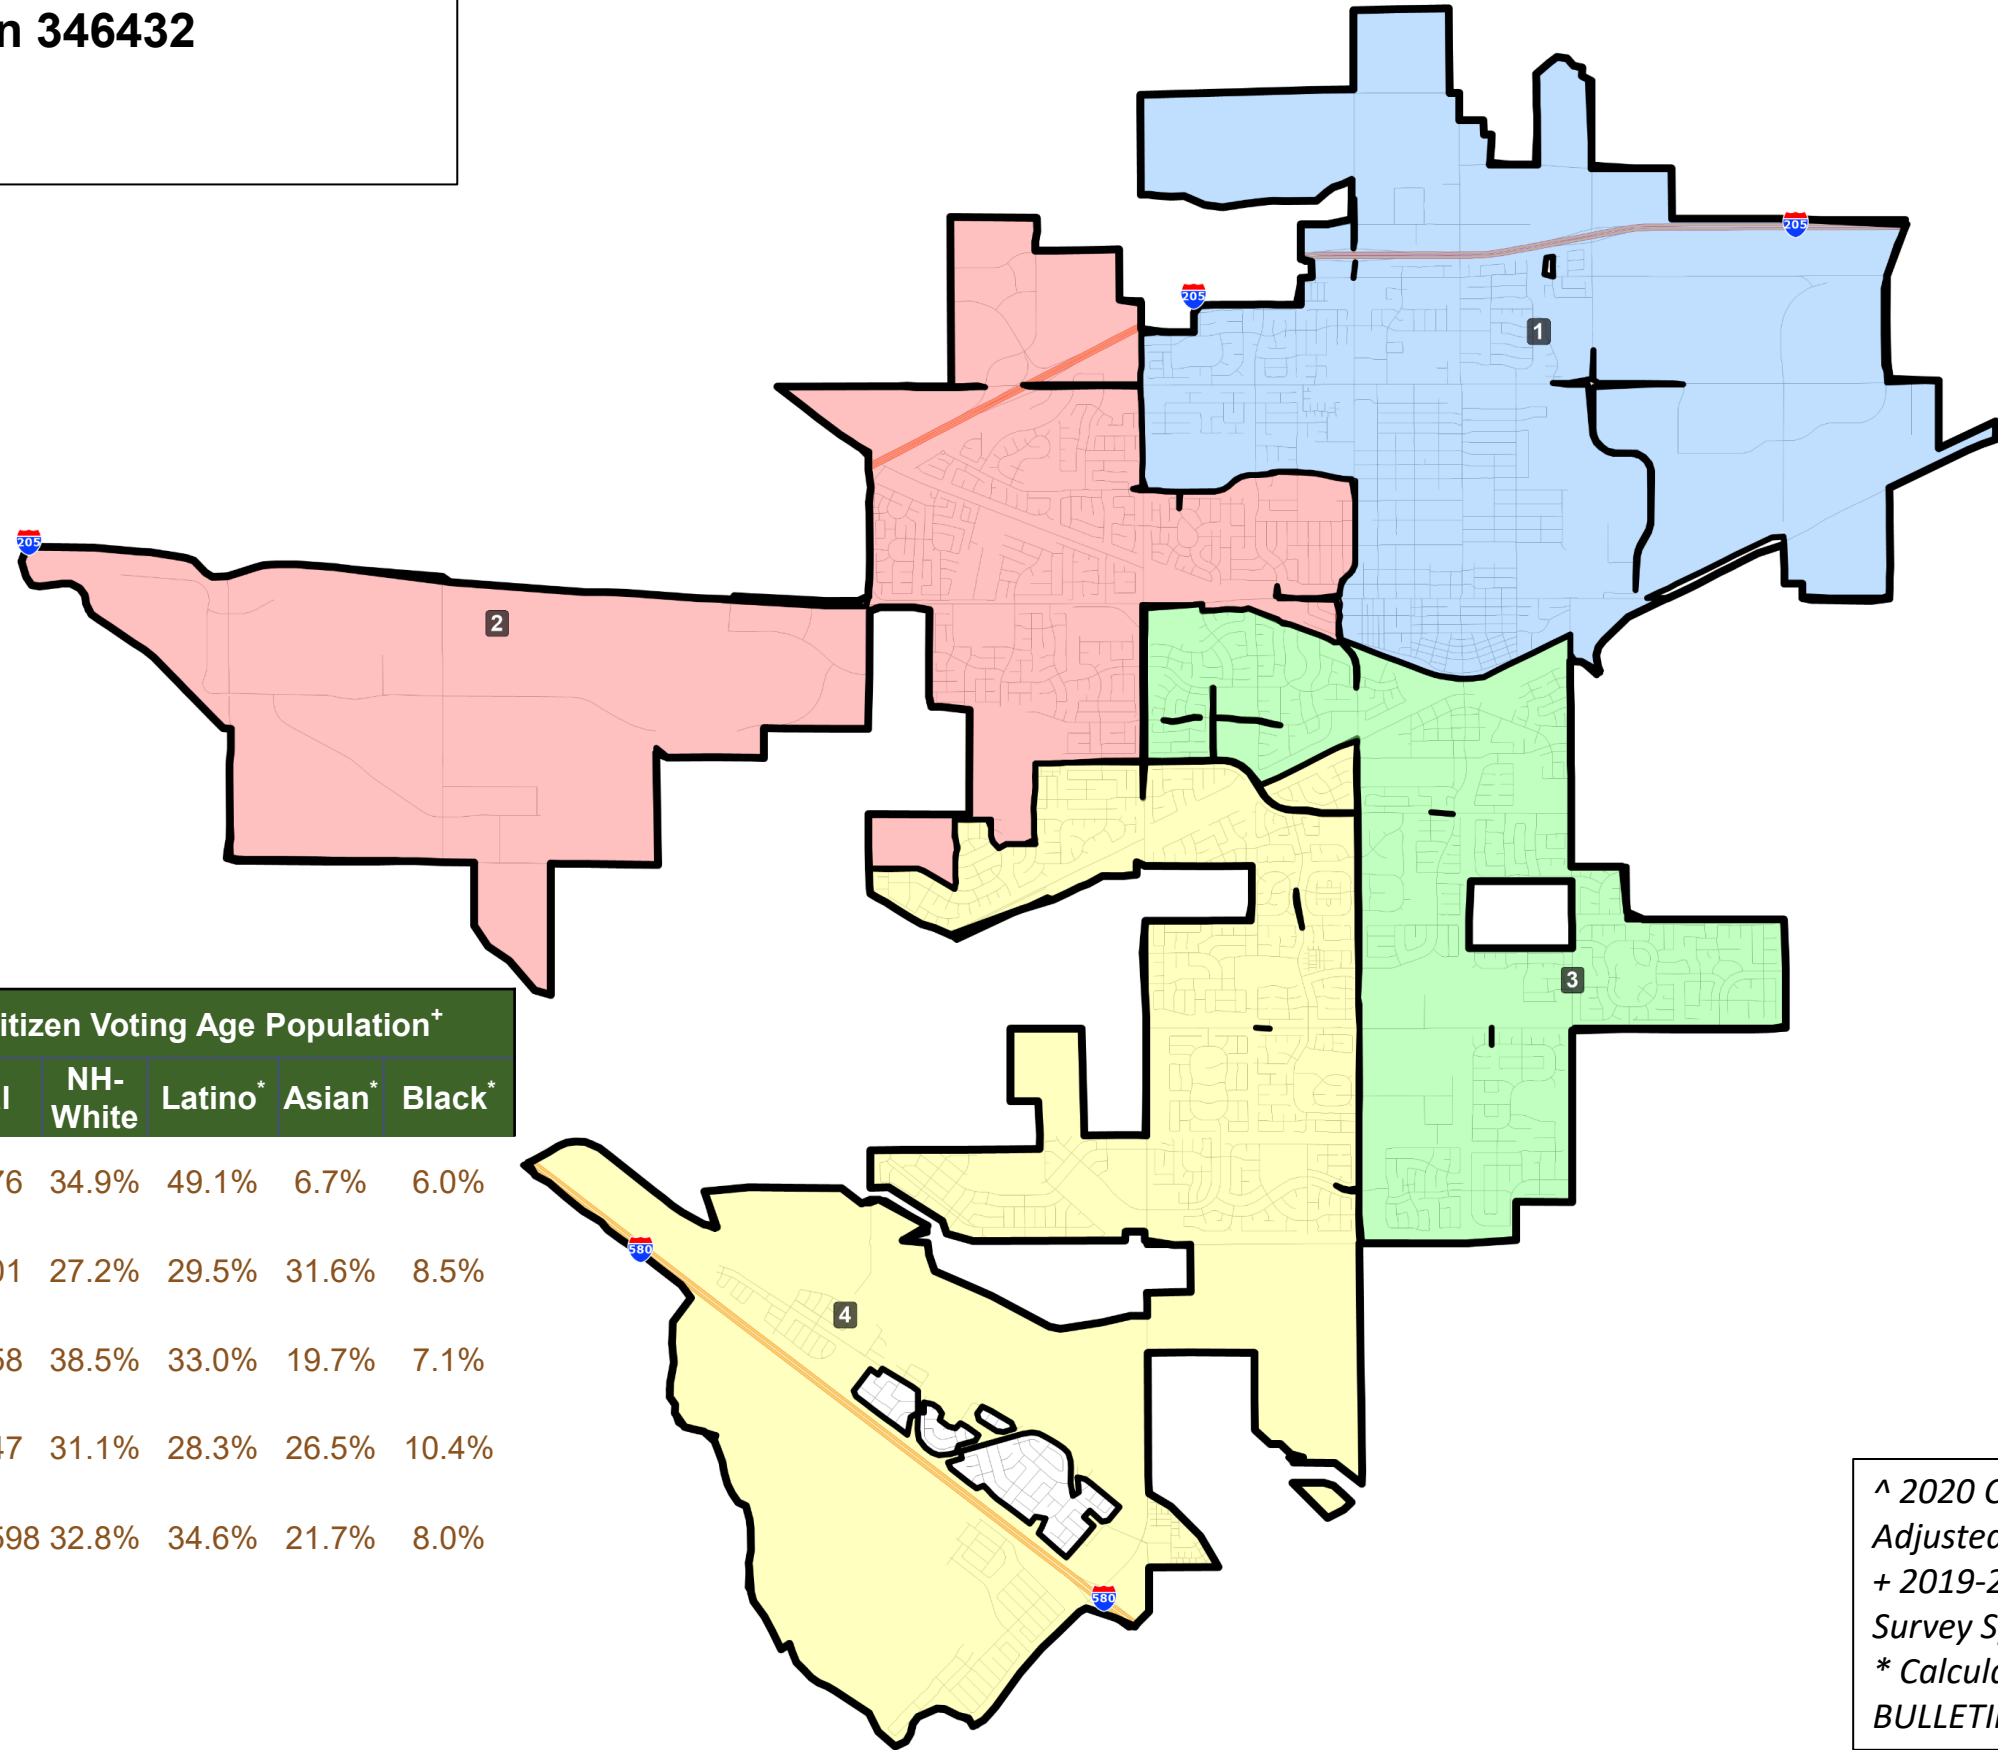 n 346432
205
205
1
205
2
3
itizen Voting Age Population+
l NH-White Latino* Asian* Black*
76 34.9% 49.1% 6.7% 6.0%
01 27.2% 29.5% 31.6% 8.5%
58 38.5% 33.0% 19.7% 7.1%
47 31.1% 28.3% 26.5% 10.4%
598 32.8% 34.6% 21.7% 8.0%
580
4
580
^ 2020 C
Adjusted
+ 2019-2
Survey S
* Calcula
BULLETI